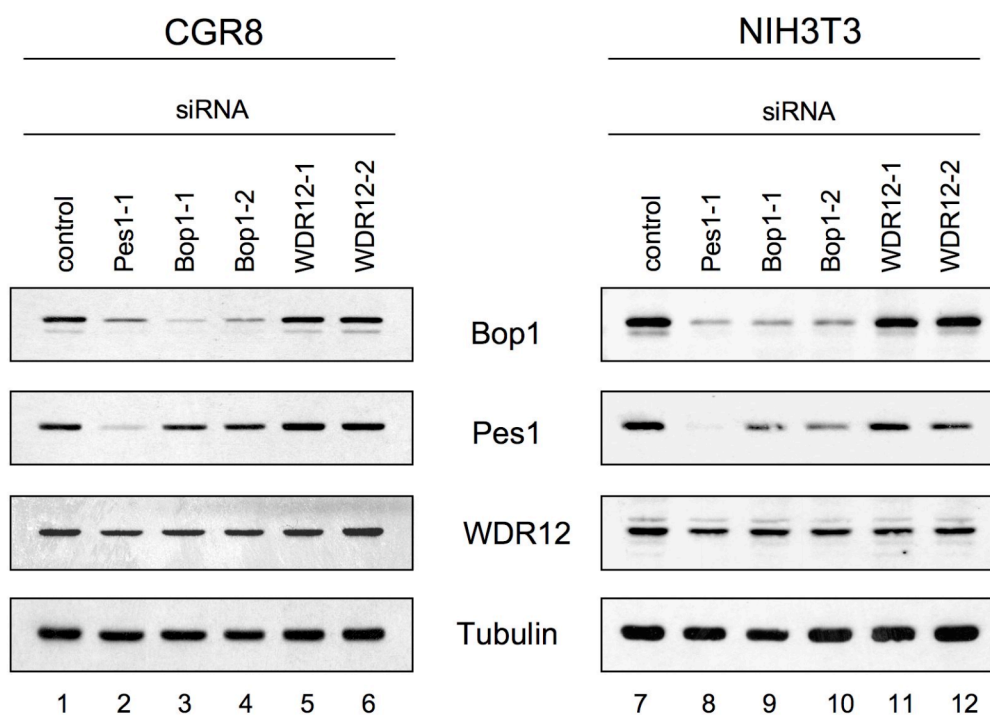 CGR8
NIH3T3
siRNA
siRNA
control
Pes1-1
Bop1-1
Bop1-2
WDR12-1
WDR12-2
control
Pes1-1
Bop1-1
Bop1-2
WDR12-1
WDR12-2
Bop1
Pes1
WDR12
Tubulin
1 2 3 4 5 6
7 8 9 10 11 12